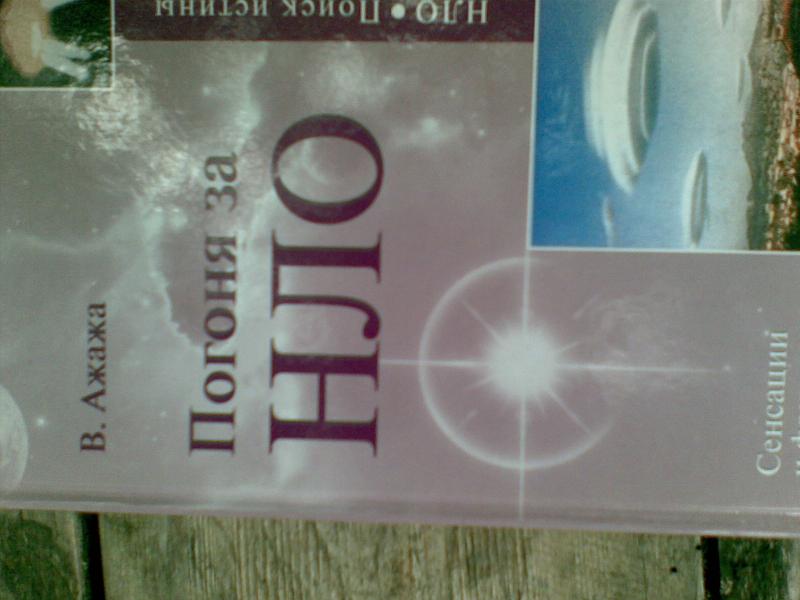 НЛО • Поиск истины
В. Ажажа
Погоня за
НЛО
Сенсации